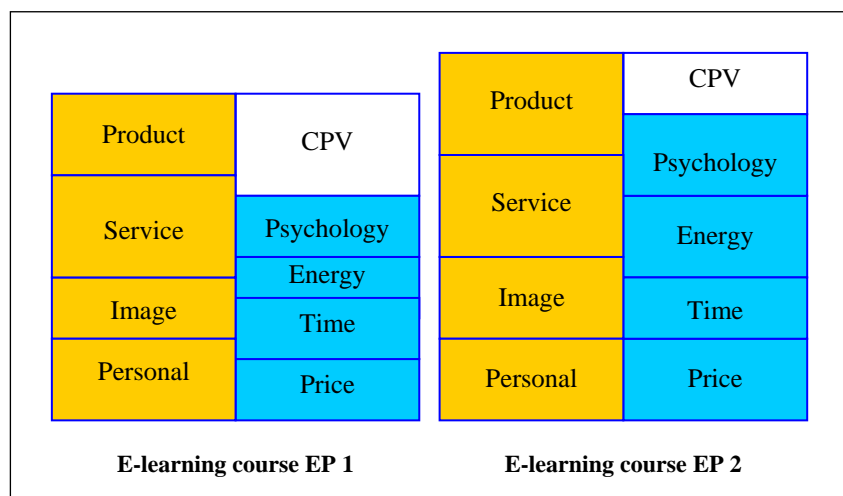 Product
Service
Image
Personal
CPV
Psychology
Energy
Time
Price
E-learning course EP 1
Product
Service
Image
Personal
CPV
Psychology
Energy
Time
Price
E-learning course EP 2